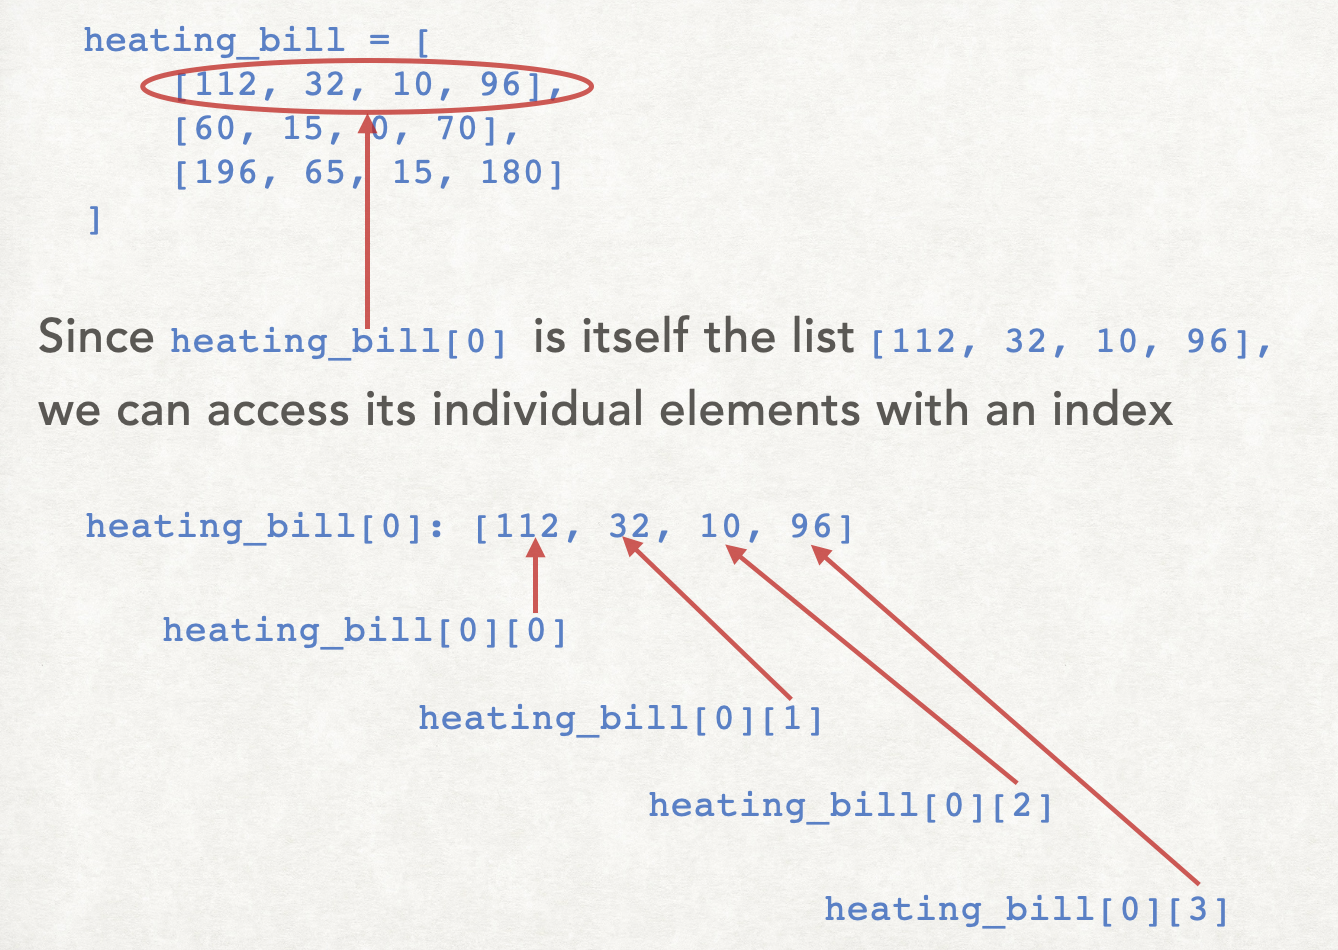 heating_bill = [
[112, 32, 10, 96],
[60, 15, 0, 70],
[196, 65, 15, 180]
]
Since heating_bill[0] is itself the list [112, 32, 10, 96],
we can access its individual elements with an index
heating_bill[0]: [112, 32, 10, 96]
heating_bill[0][0]
heating_bill[0][1]
heating_bill[0][2]
heating_bill[0][3]